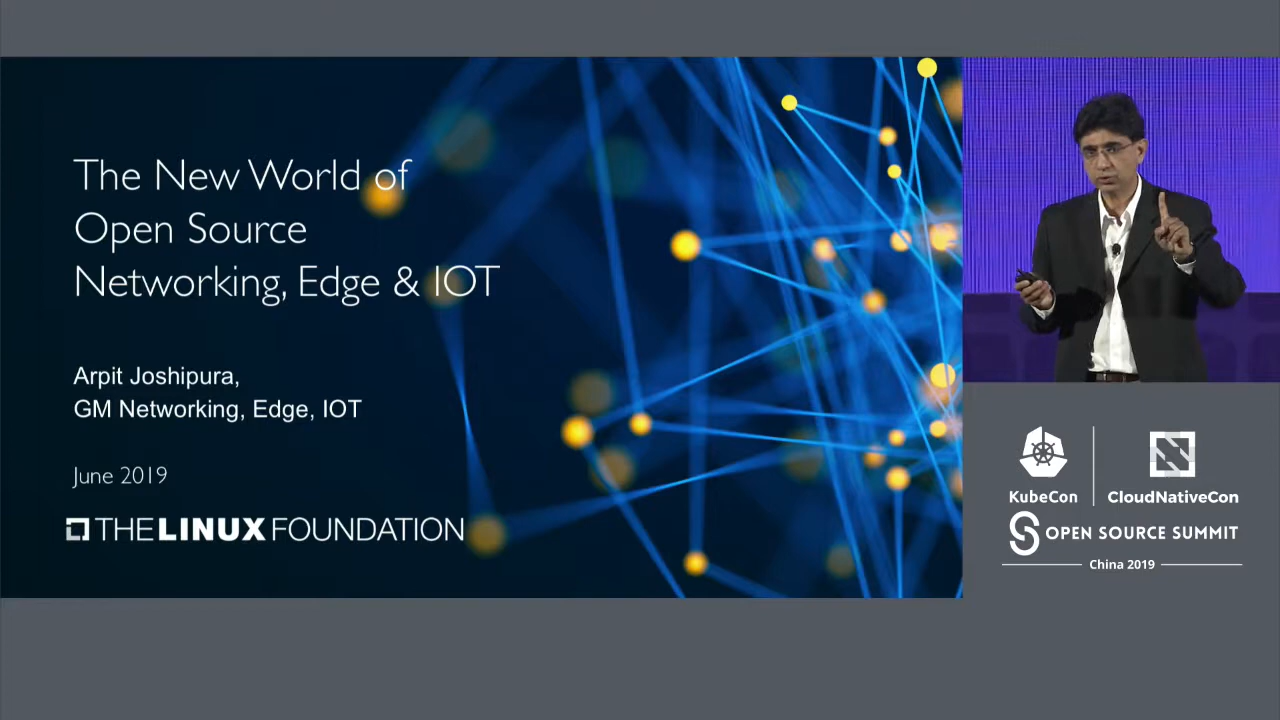 The New World of
Open Source
Networking, Edge & IOT
Arpit Joshipura,
GM Networking, Edge, IOT
June 2019
THE LINUX FOUNDATION
KubeCon
CloudNativeCon
OPEN SOURCE SUMMIT
China 2019